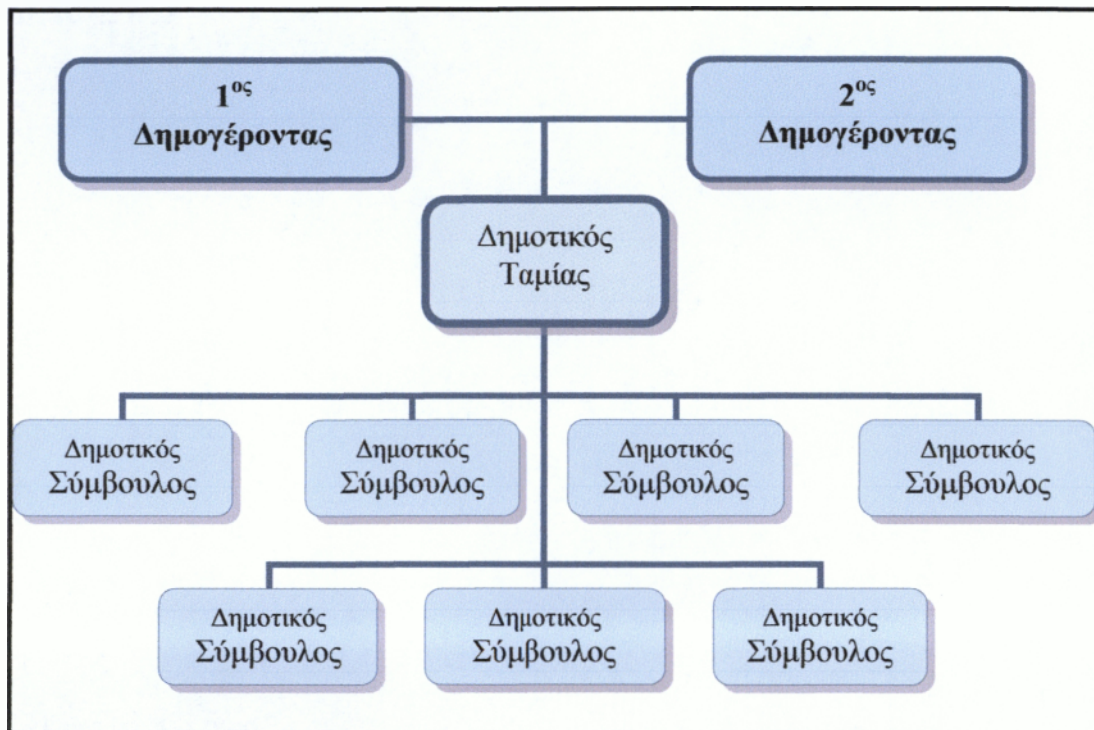 1ος
Δημογέροντας
2ος
Δημογέροντας
Δημοτικός
Ταμίας
Δημοτικός
Σύμβουλος
Δημοτικός
Σύμβουλος
Δημοτικός
Σύμβουλος
Δημοτικός
Σύμβουλος
Δημοτικός
Σύμβουλος
Δημοτικός
Σύμβουλος
Δημοτικός
Σύμβουλος